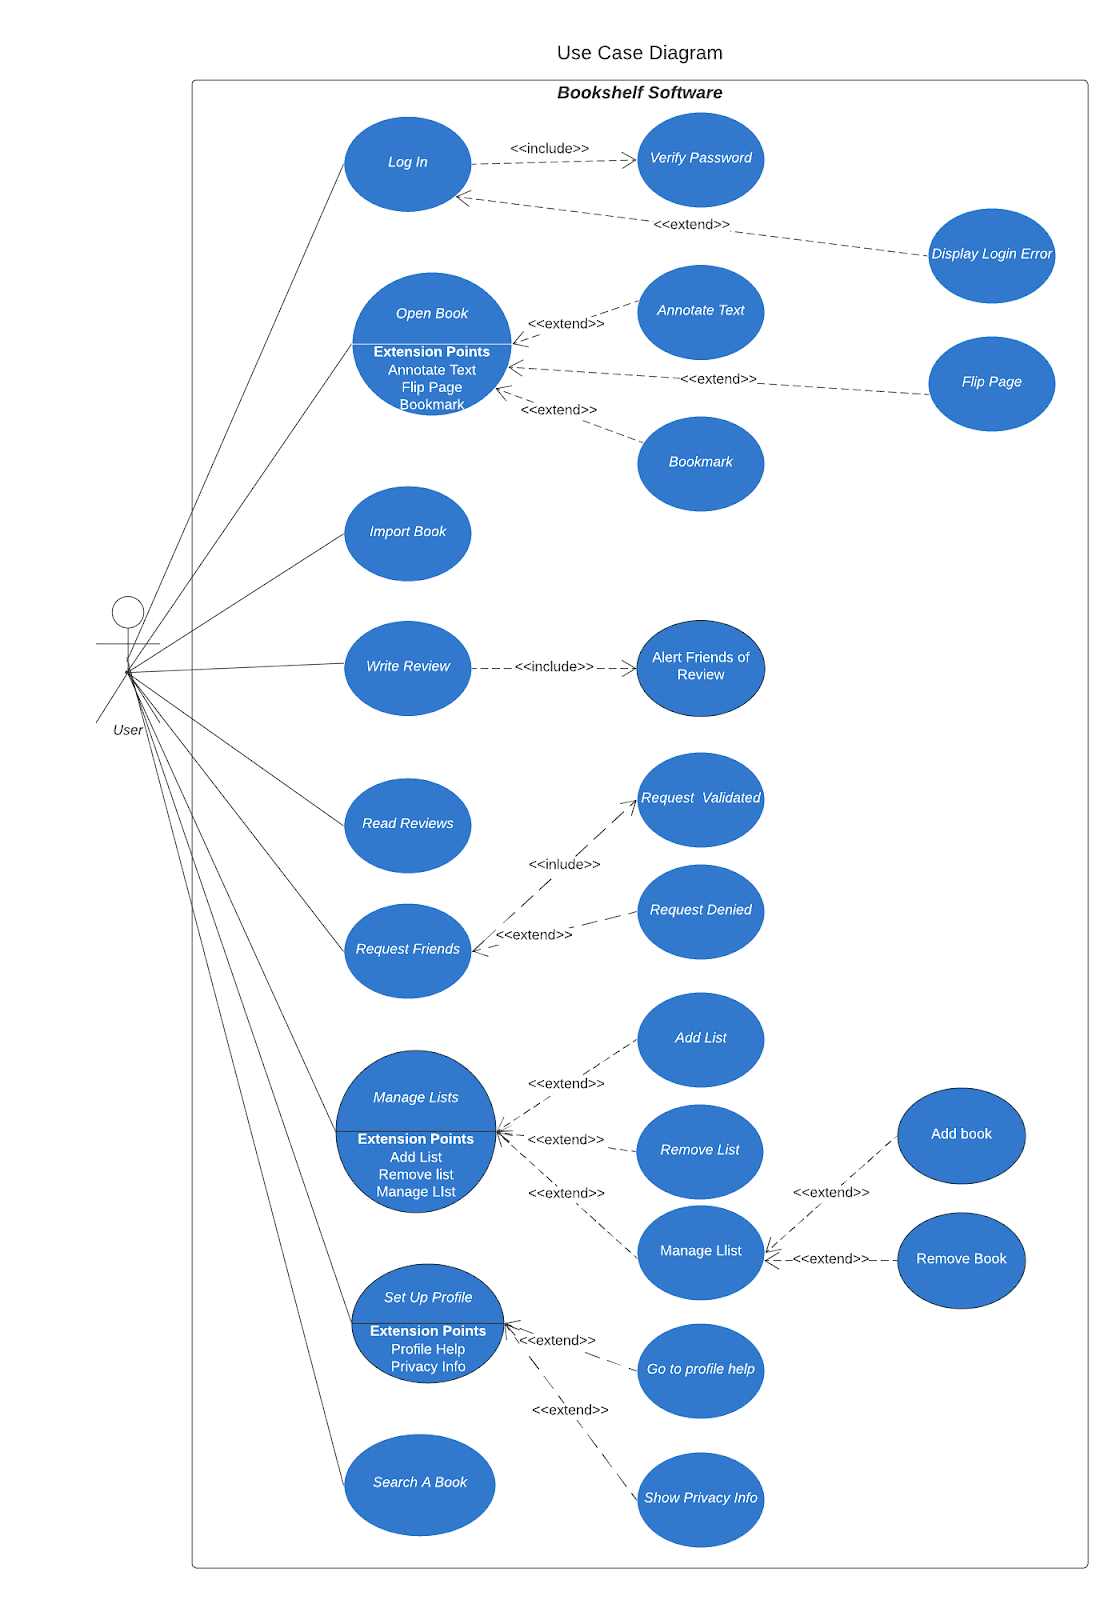 Use Case Diagram
Bookshelf Software
Log In
<<include>>
Verify Password
<<extend>>
Display Login Error
Open Book
Extension Points
Annotate Text
Flip Page
Bookmark
<<extend>>
Annotate Text
<<extend>>
Flip Page
<<extend>>
Bookmark
Import Book
User
Write Review
<<include>>
Alert Friends of
Review
Read Reviews
Request  Validated
<<inlude>>
Request Friends
<<extend>>
Request Denied
Manage Lists
Extension Points
Add List
Remove list
Manage LIst
<<extend>>
Add List
<<extend>>
Remove List
<<extend>>
Manage Llist
<<extend>>
Add book
<<extend>>
Remove Book
Set Up Profile
Extension Points
Profile Help
Privacy Info
<<extend>>
Go to profile help
<<extend>>
Show Privacy Info
Search A Book